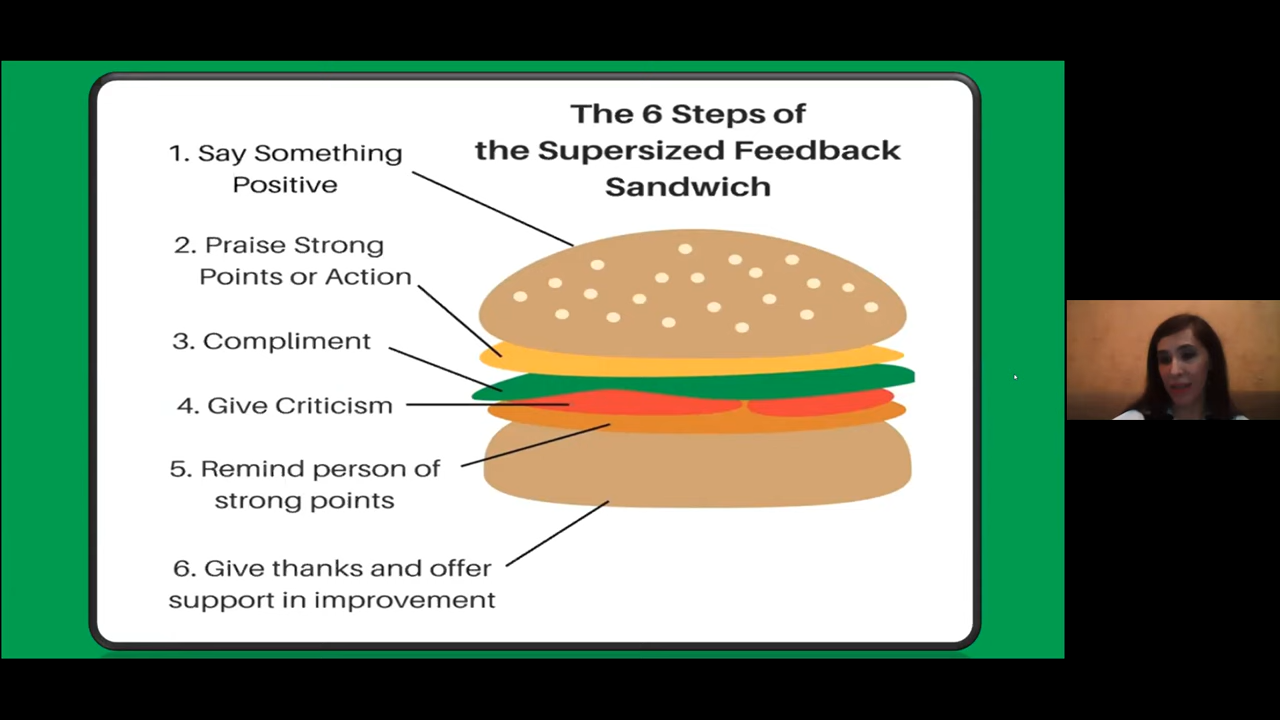 The 6 Steps of
the Supersized Feedback
Sandwich
1. Say Something
Positive
2. Praise Strong
Points or Action
3. Compliment
4. Give Criticism
5. Remind person of
strong points
6. Give thanks and offer
support in improvement